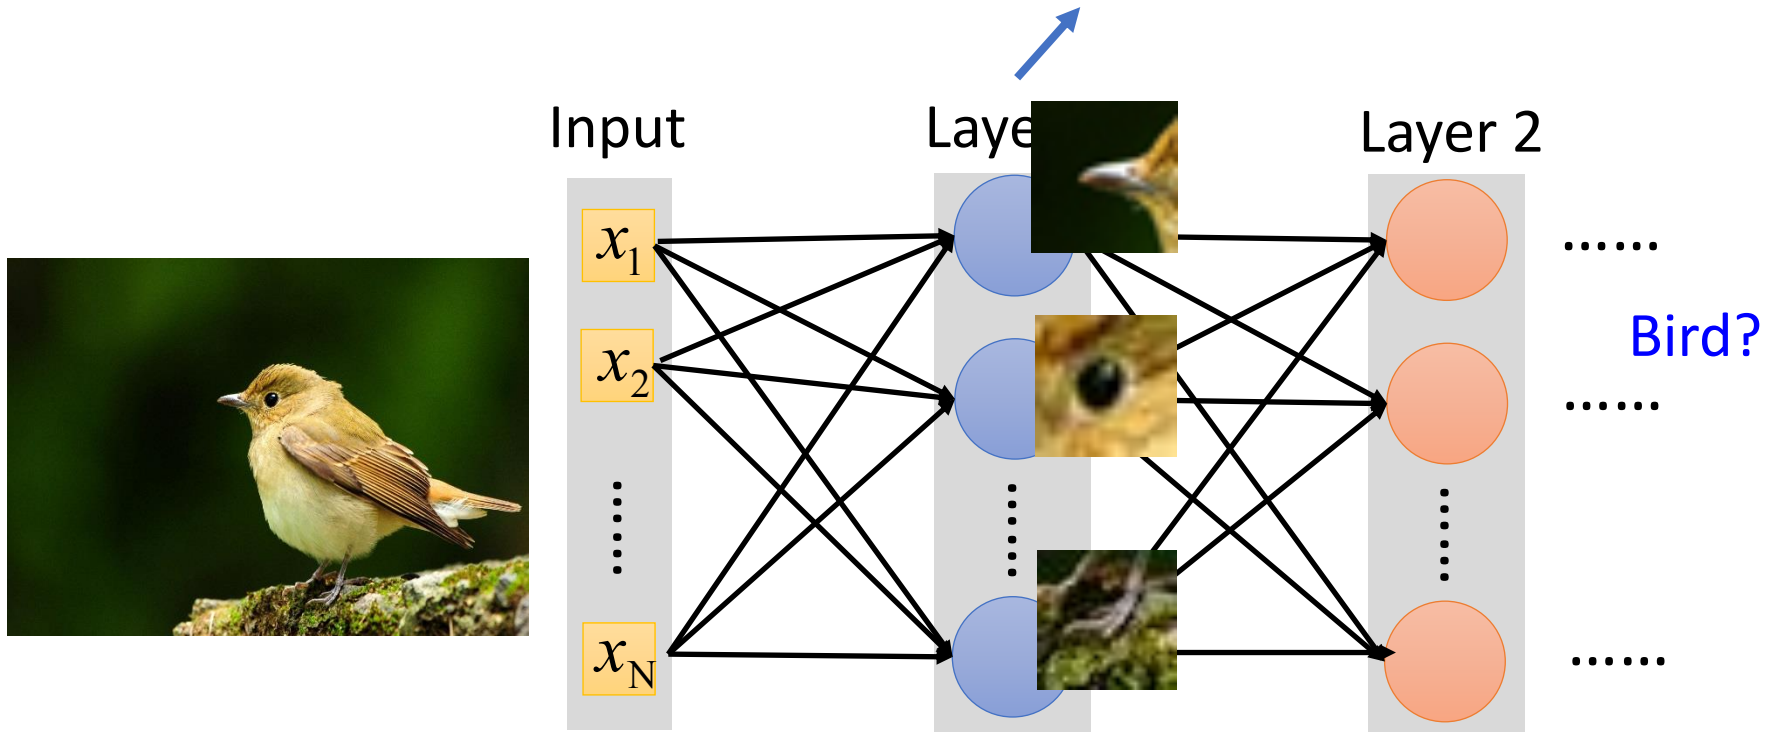 Input
Laye
Layer 2
x1
x2
xN
......
......
......
Bird?